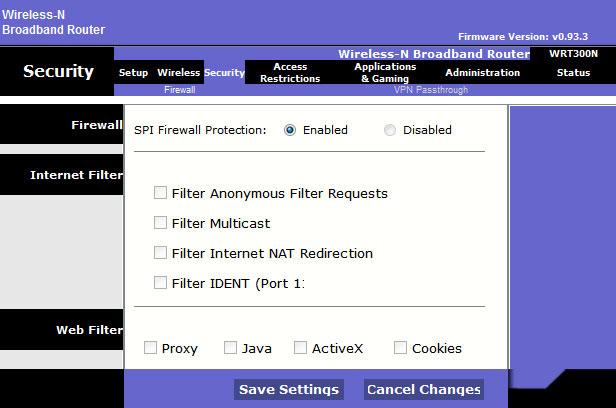 Wireless-N
Broadband Router
Firmware Version: v0.93.3
Wireless-N Broadband Router WRT300N
Security
Setup Wireless Security Access Restrictions Applications & Gaming Administration Status
Firewall VPN Passthrough
Firewall
SPI Firewall Protection: Enabled Disabled
Internet Filter
Filter Anonymous Filter Requests
Filter Multicast
Filter Internet NAT Redirection
Filter IDENT (Port 1
Web Filter
Proxy Java ActiveX Cookies
Save Settings Cancel Changes